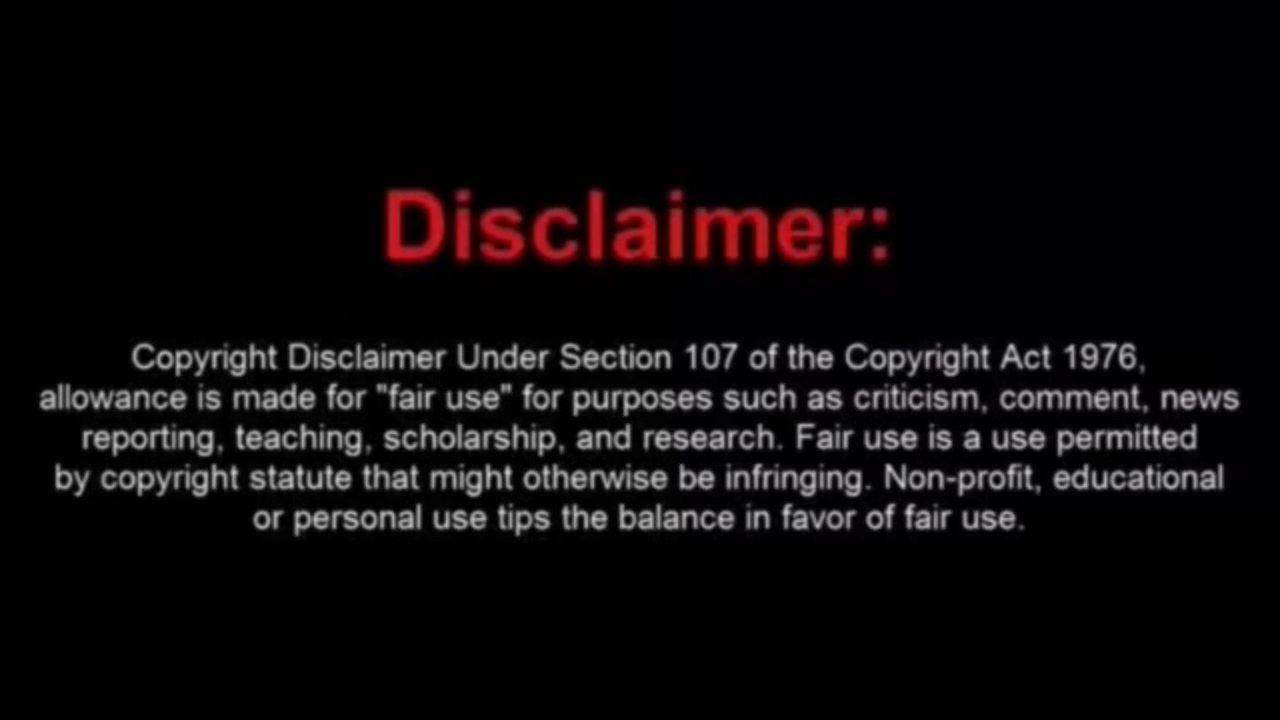 Disclaimer:
Copyright Disclaimer Under Section 107 of the Copyright Act 1976,
allowance is made for "fair use" for purposes such as criticism, comment, news
reporting, teaching, scholarship, and research. Fair use is a use permitted
by copyright statute that might otherwise be infringing. Non-profit, educational
or personal use tips the balance in favor of fair use.